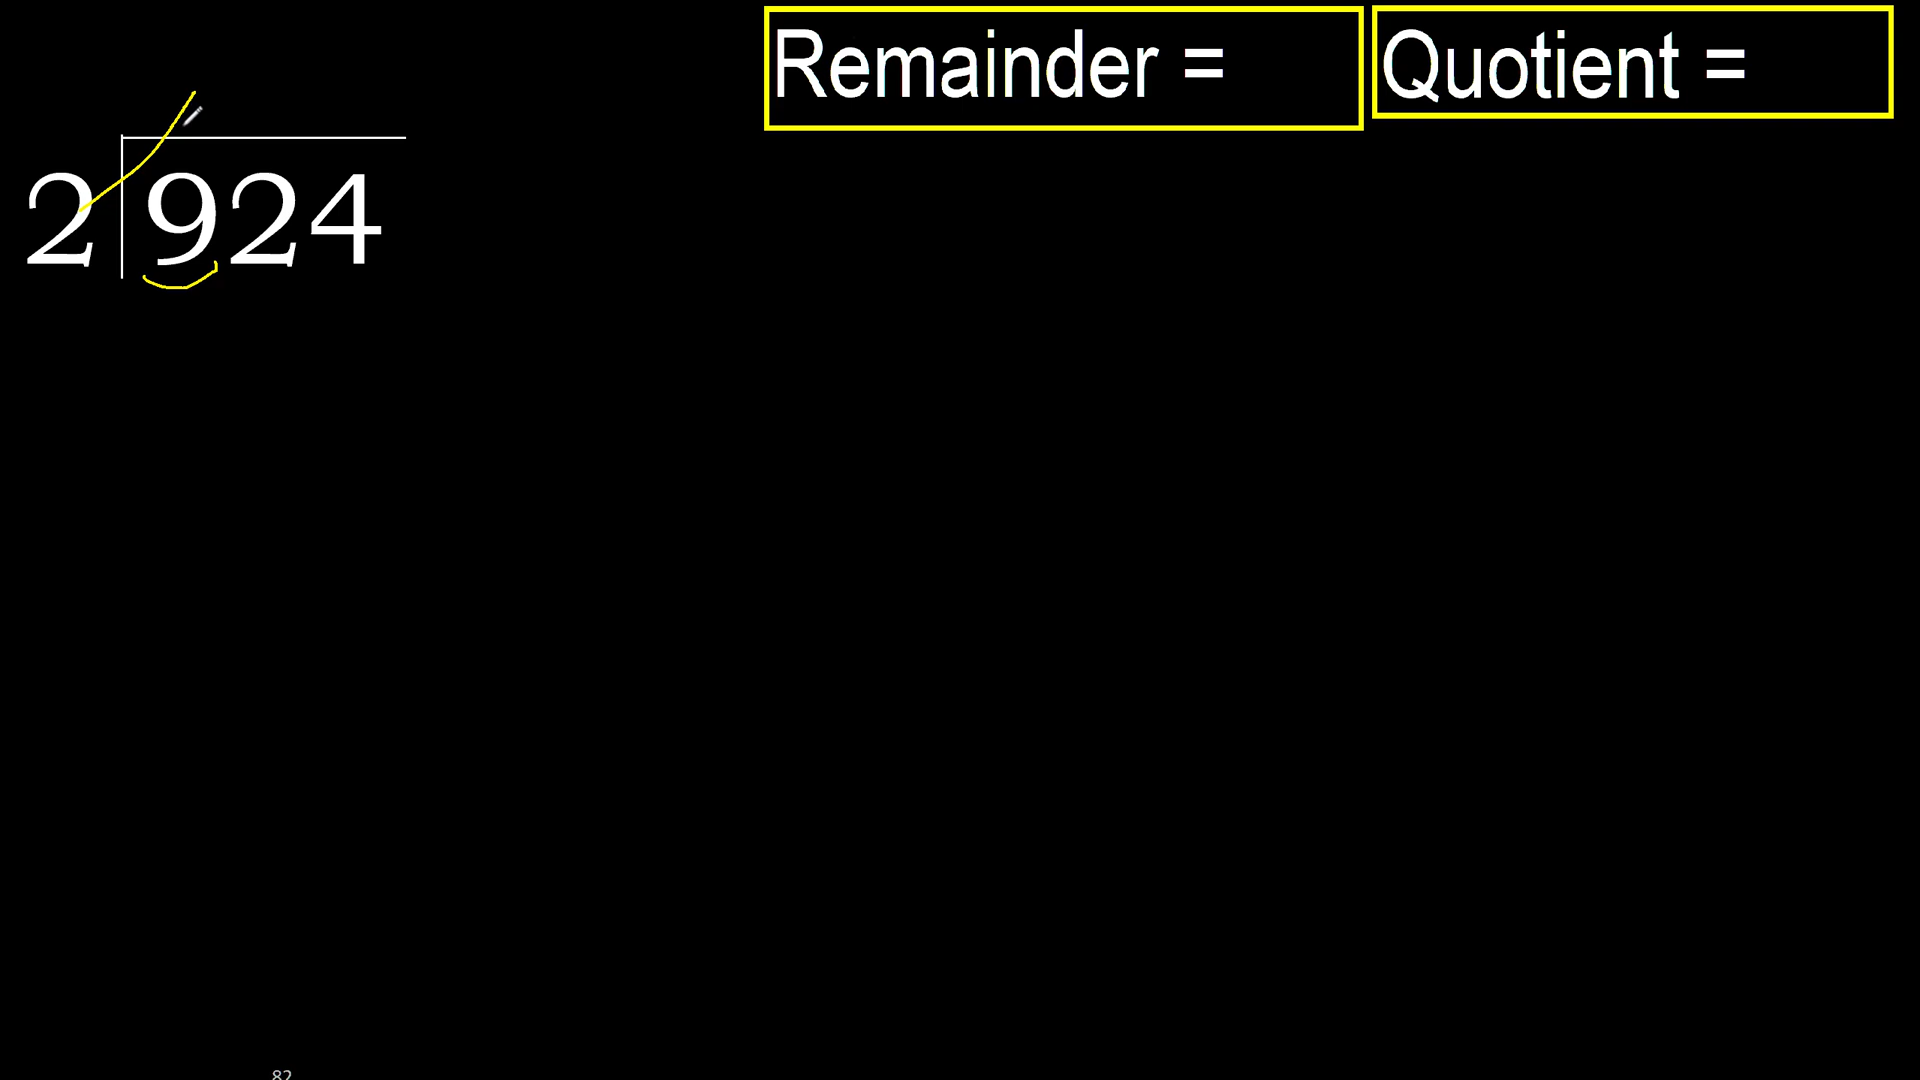 Remainder = Quotient =
2 924
82